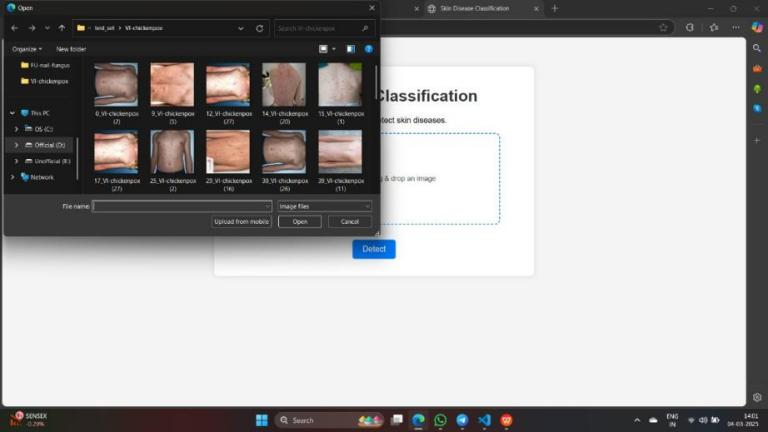 Open
Skin Disease Classification
test_set > VI-chickenpox
Search VI-chickenpox
Organize
New folder
FU-nail-fungus
VI-chickenpox
This PC
OS (C:)
Official (D:)
Unofficial (E:)
Network
0_VI-chickenpox (2)
9_VI-chickenpox (5)
12_VI-chickenpox (27)
14_VI-chickenpox (20)
15_VI-chickenpox (1)
17_VI-chickenpox (27)
25_VI-chickenpox (2)
29_VI-chickenpox (16)
30_VI-chickenpox (26)
39_VI-chickenpox (11)
File name:
Image files
Upload from mobile
Open
Cancel
Classification
detect skin diseases.
& drop an image
Detect
SENSEX
-0.29%
Search
ENG
IN
14:01
04-03-2025